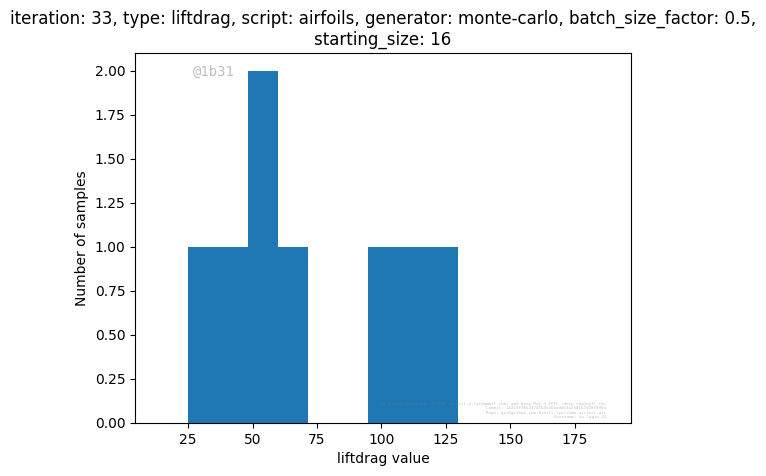 iteration: 33, type: liftdrag, script: airfoils, generator: monte-carlo, batch_size_factor: 0.5,
starting_size: 16
@1b31
2.00
1.75
1.50
1.25
1.00
0.75
0.50
0.25
0.00
Number of samples
25 50 75 100 125 150 175
liftdrag value